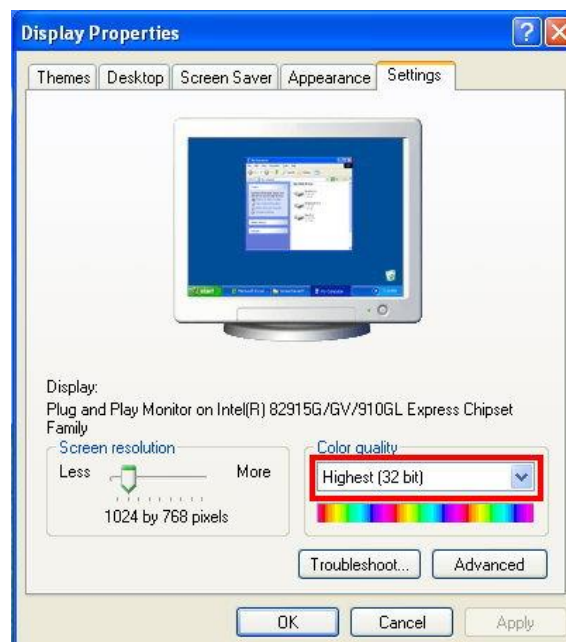 Display Properties
Themes Desktop Screen Saver Appearance Settings
Display:
Plug and Play Monitor on Intel(R) 82915G/GV/910GL Express Chipset
Family
Screen resolution
Less More
1024 by 768 pixels
Color quality
Highest (32 bit)
Troubleshoot... Advanced
OK Cancel Apply